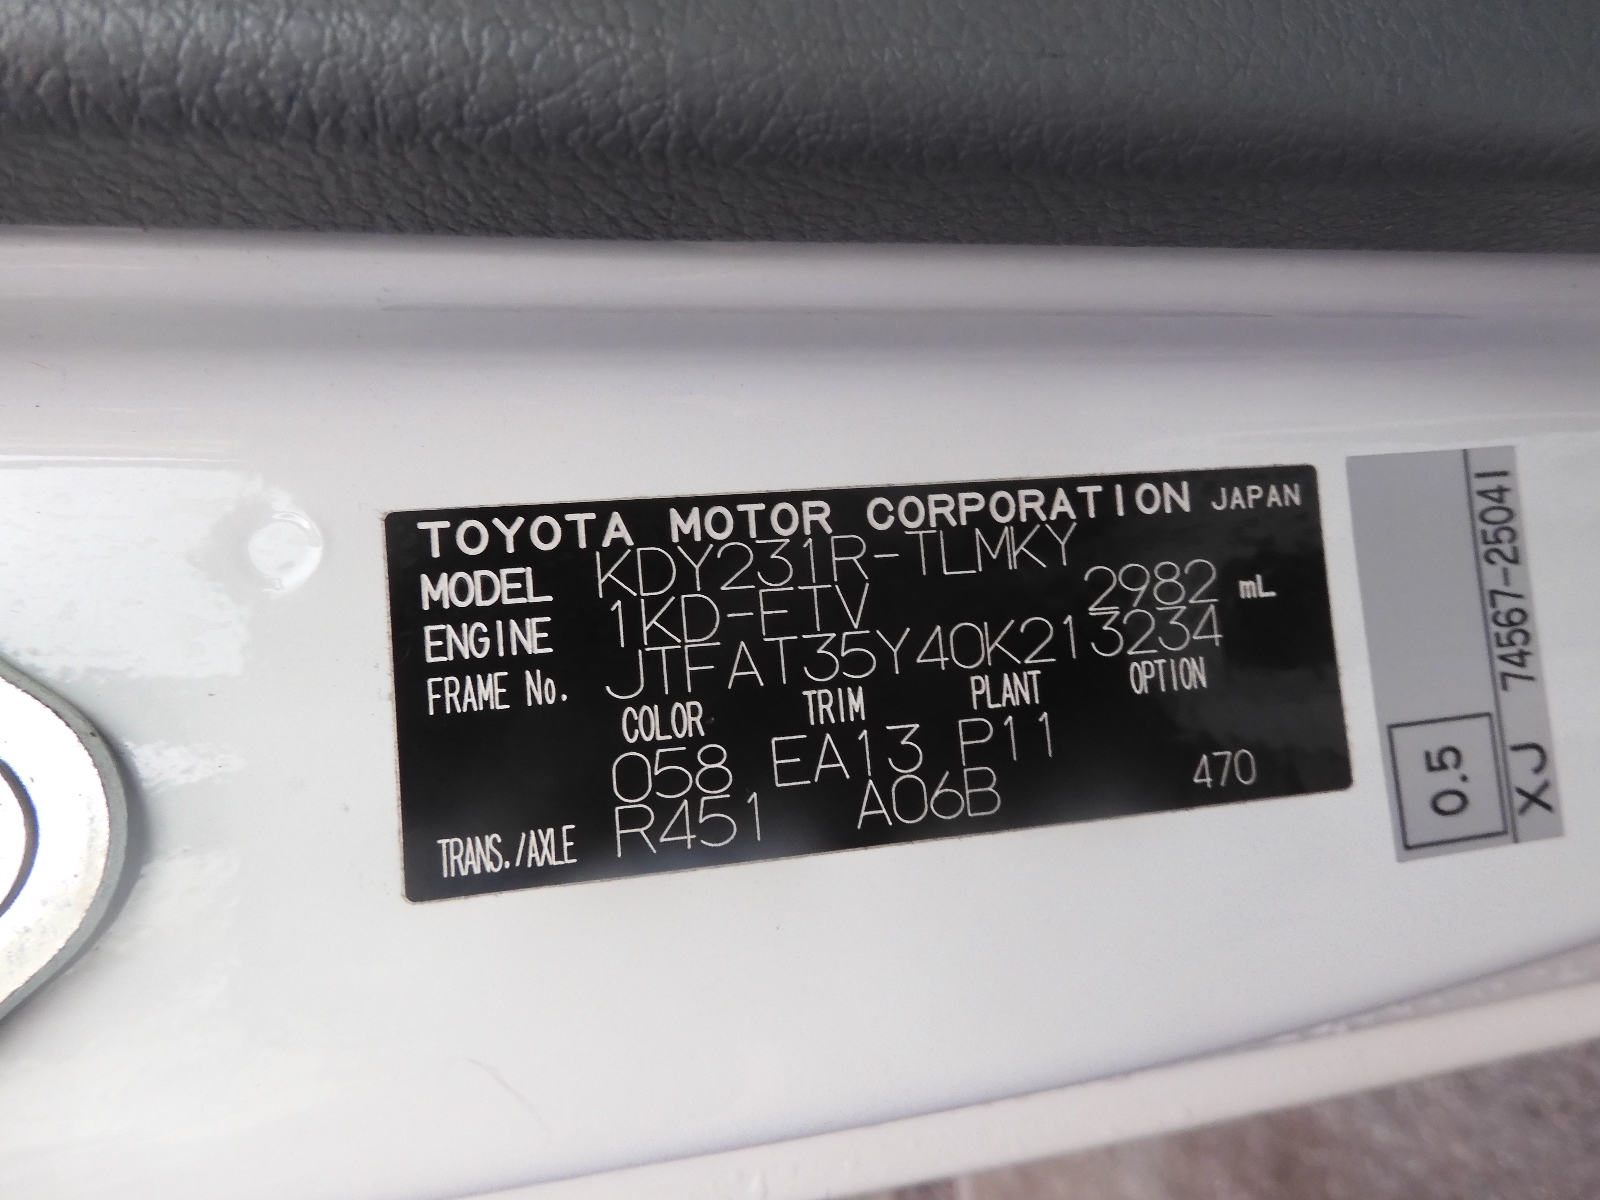 TOYOTA MOTOR CORPORATION JAPAN
MODEL KDY231R-TLMKY
ENGINE 1KD-FTV 2982 mL
FRAME No. JTFAT35Y40K213234
COLOR TRIM PLANT OPTION
058 EA13 P11
TRANS./AXLE R451 A06B 470
74567-25041
0.5 XJ